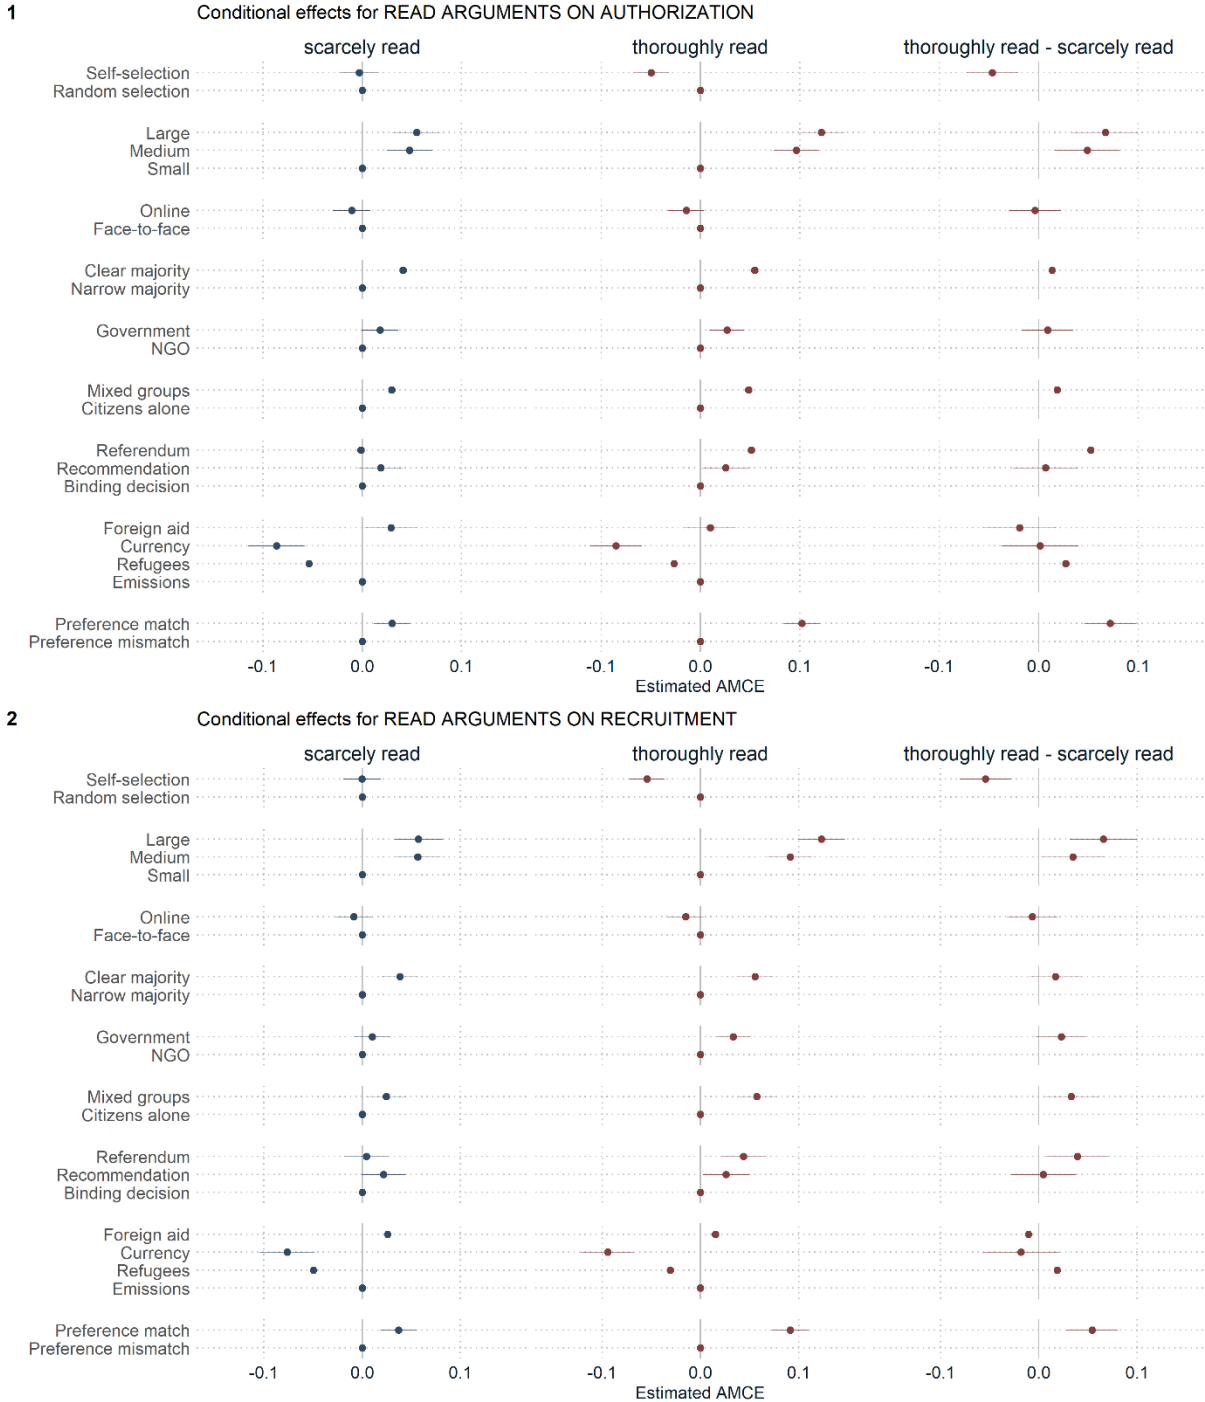 1
Conditional effects for READ ARGUMENTS ON AUTHORIZATION
scarcely read thoroughly read thoroughly read - scarcely read
Self-selection
Random selection
Large
Medium
Small
Online
Face-to-face
Clear majority
Narrow majority
Government
NGO
Mixed groups
Citizens alone
Referendum
Recommendation
Binding decision
Foreign aid
Currency
Refugees
Emissions
Preference match
Preference mismatch
-0.1 0.0 0.1 -0.1 0.0 0.1 -0.1 0.0 0.1
Estimated AMCE
2
Conditional effects for READ ARGUMENTS ON RECRUITMENT
scarcely read thoroughly read thoroughly read - scarcely read
Self-selection
Random selection
Large
Medium
Small
Online
Face-to-face
Clear majority
Narrow majority
Government
NGO
Mixed groups
Citizens alone
Referendum
Recommendation
Binding decision
Foreign aid
Currency
Refugees
Emissions
Preference match
Preference mismatch
-0.1 0.0 0.1 -0.1 0.0 0.1 -0.1 0.0 0.1
Estimated AMCE